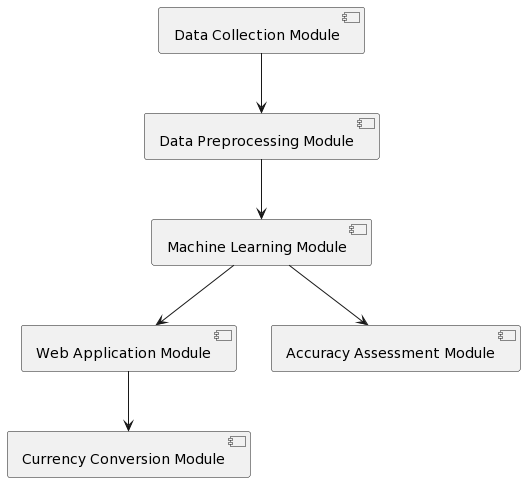 Data Collection Module
Data Preprocessing Module
Machine Learning Module
Web Application Module
Accuracy Assessment Module
Currency Conversion Module